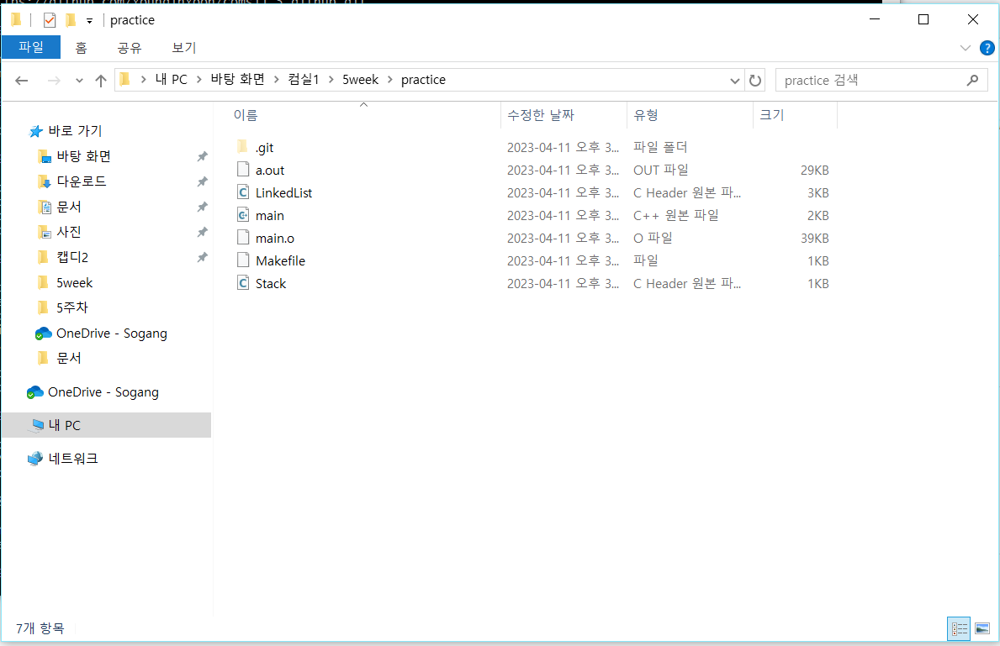 practice
파일 홈 공유 보기
내 PC > 바탕 화면 > 컴실1 > 5week > practice
practice 검색
이름 수정한 날짜 유형 크기
.git 2023-04-11 오후 3... 파일 폴더
a.out 2023-04-11 오후 3... OUT 파일 29KB
LinkedList 2023-04-11 오후 3... C Header 원본 파... 3KB
main 2023-04-11 오후 3... C++ 원본 파일 2KB
main.o 2023-04-11 오후 3... O 파일 39KB
Makefile 2023-04-11 오후 3... 파일 1KB
Stack 2023-04-11 오후 3... C Header 원본 파... 1KB
바로 가기
바탕 화면
다운로드
문서
사진
캡디2
5week
5주차
OneDrive - Sogang
문서
OneDrive - Sogang
내 PC
네트워크
7개 항목